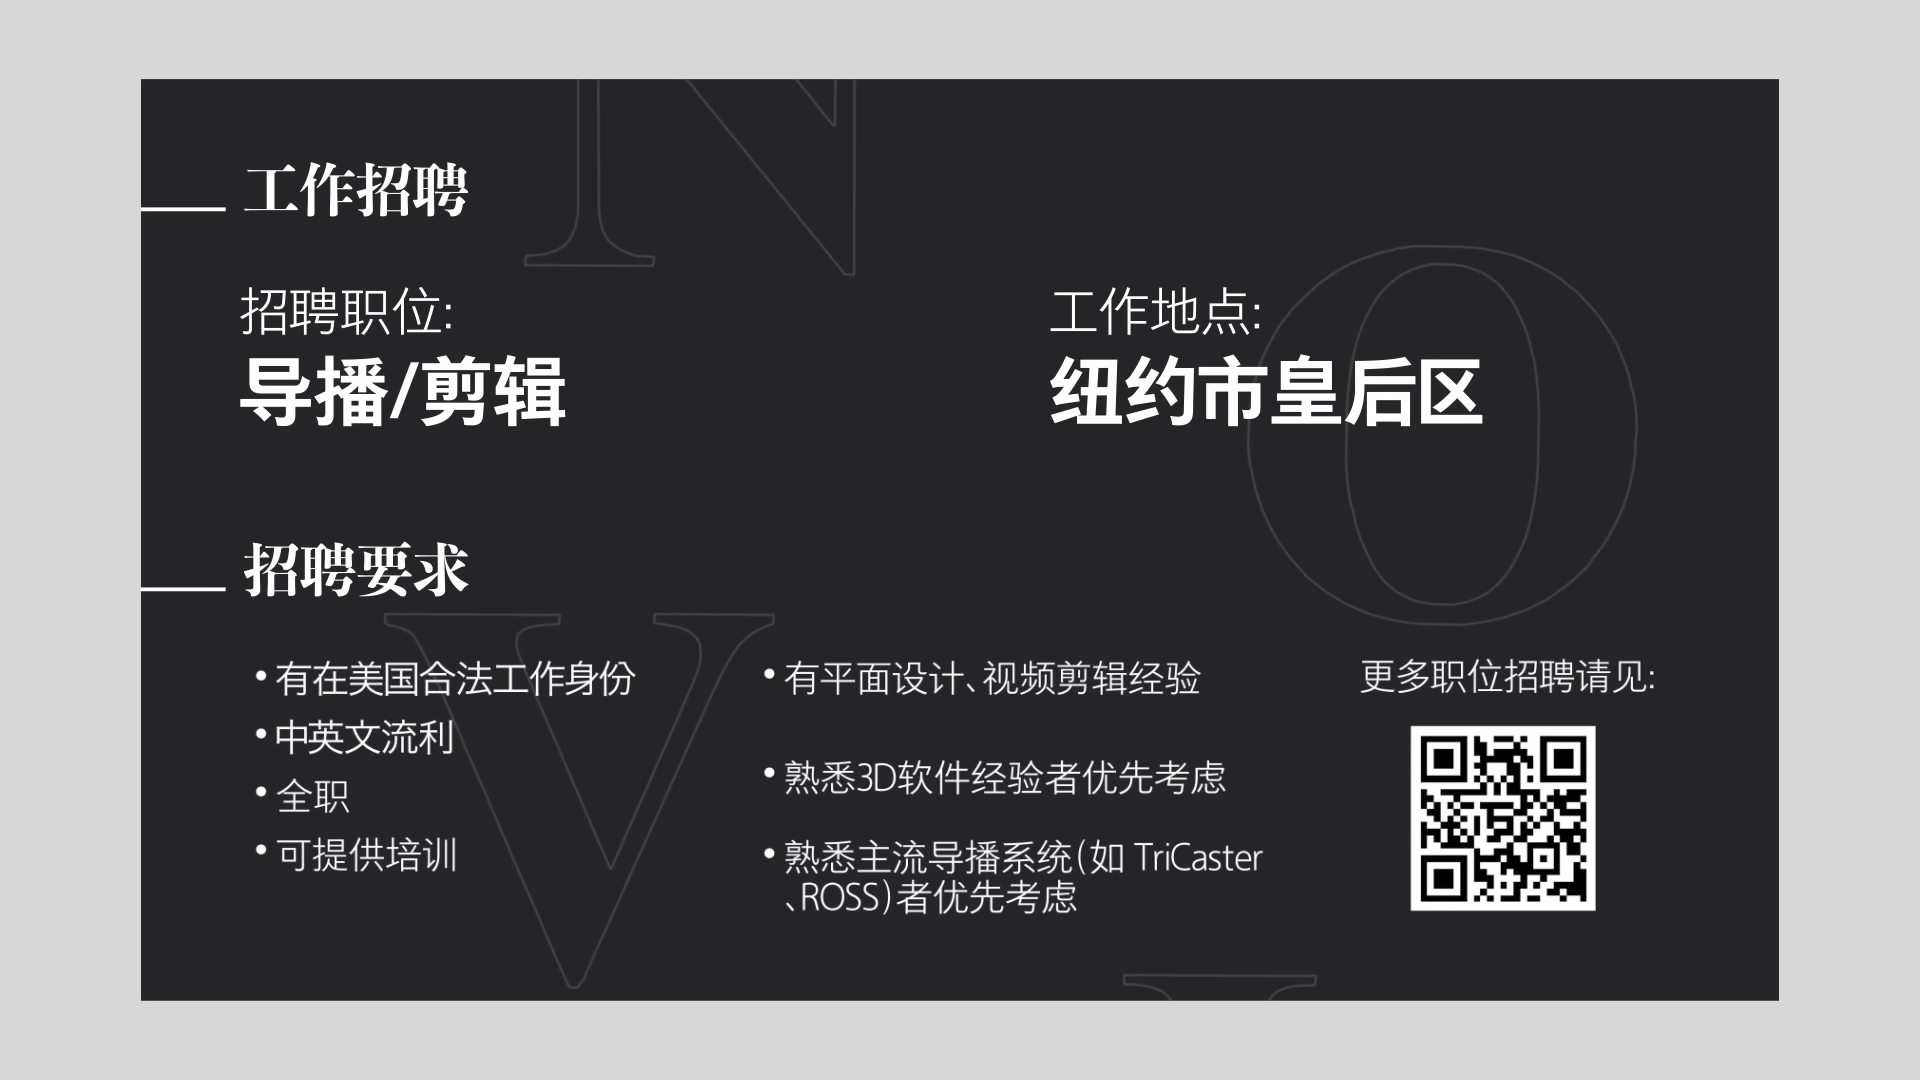 工作招聘
招聘职位:
导播/剪辑
工作地点:
纽约市皇后区
招聘要求
• 有在美国合法工作身份
• 中英文流利
• 全职
• 可提供培训
• 有平面设计、视频剪辑经验
• 熟悉3D软件经验者优先考虑
• 熟悉主流导播系统(如 TriCaster
、ROSS)者优先考虑
更多职位招聘请见:
N
O
V